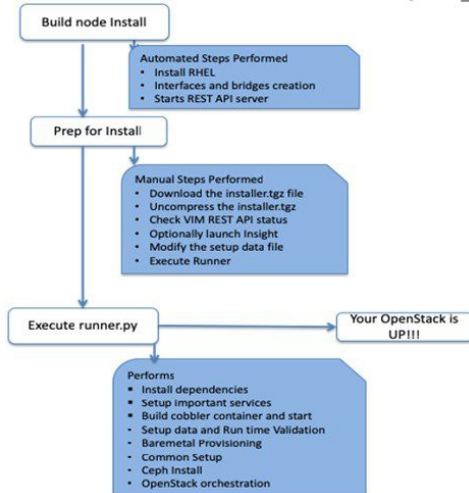 Build node Install
Automated Steps Performed
• Install RHEL
• Interfaces and bridges creation
• Starts REST API server
Prep for Install
Manual Steps Performed
• Download the installer.tgz file
• Uncompress the installer.tgz
• Check VIM REST API status
• Optionally launch Insight
• Modify the setup data file
• Execute Runner
Execute runner.py
Your OpenStack is
UP!!!
Performs
▪ Install dependencies
▪ Setup important services
▪ Build cobbler container and start
• Setup data and Run time Validation
• Baremetal Provisioning
• Common Setup
• Ceph Install
• OpenStack orchestration